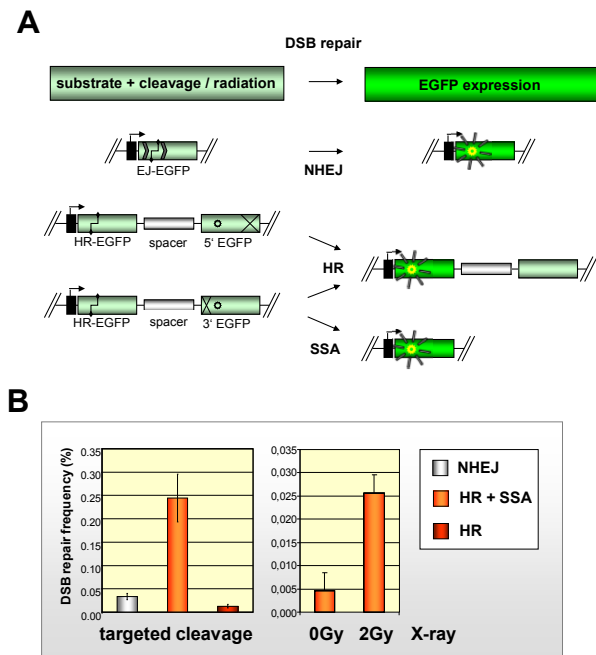 A
DSB repair
substrate + cleavage / radiation
EGFP expression
EJ-EGFP
NHEJ
HR-EGFP
spacer
5‘ EGFP
HR
HR-EGFP
spacer
3‘ EGFP
SSA
B
DSB repair frequency (%)
0.35
0.30
0.25
0.20
0.15
0.10
0.05
0.00
targeted cleavage
0,035
0,030
0,025
0,020
0,015
0,010
0,005
0,000
0Gy 2Gy X-ray
NHEJ
HR + SSA
HR